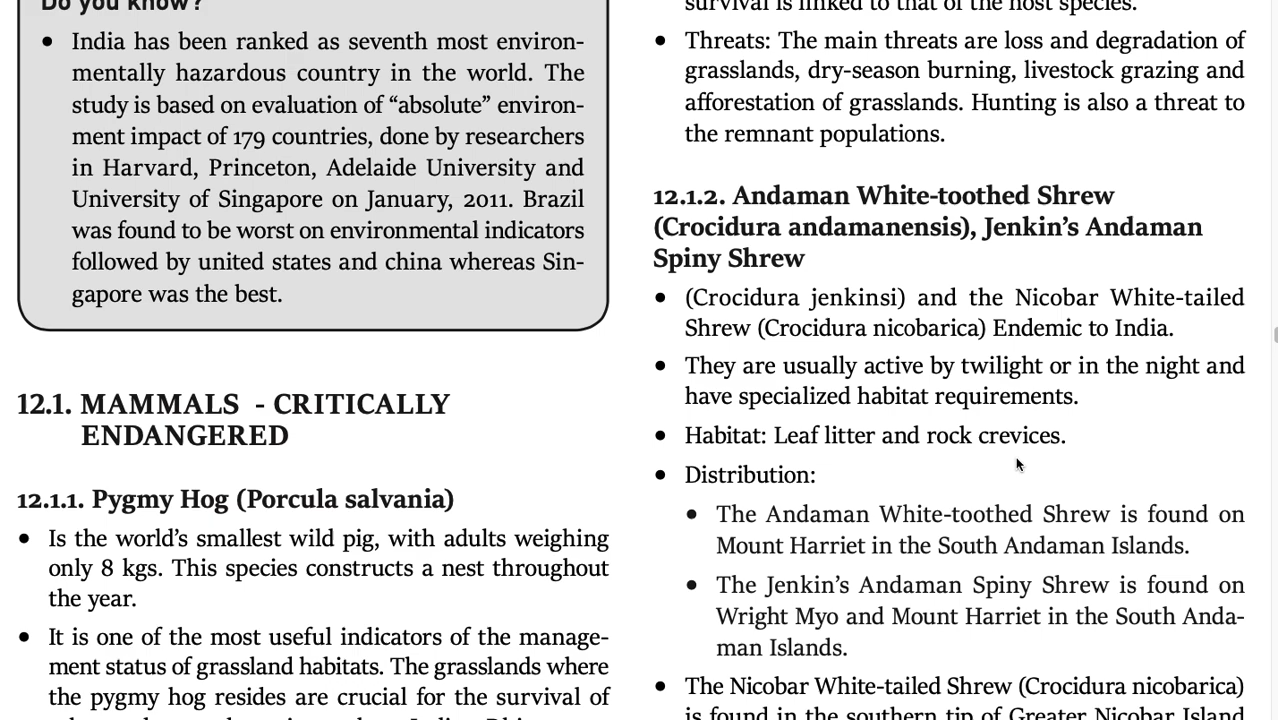 Do you know?
• India has been ranked as seventh most environ-
mentally hazardous country in the world. The
study is based on evaluation of “absolute” environ-
ment impact of 179 countries, done by researchers
in Harvard, Princeton, Adelaide University and
University of Singapore on January, 2011. Brazil
was found to be worst on environmental indicators
followed by united states and china whereas Sin-
gapore was the best.
12.1. MAMMALS - CRITICALLY
ENDANGERED
12.1.1. Pygmy Hog (Porcula salvania)
• Is the world’s smallest wild pig, with adults weighing
only 8 kgs. This species constructs a nest throughout
the year.
• It is one of the most useful indicators of the manage-
ment status of grassland habitats. The grasslands where
the pygmy hog resides are crucial for the survival of
survival is linked to that of the host species.
• Threats: The main threats are loss and degradation of
grasslands, dry-season burning, livestock grazing and
afforestation of grasslands. Hunting is also a threat to
the remnant populations.
12.1.2. Andaman White-toothed Shrew
(Crocidura andamanensis), Jenkin’s Andaman
Spiny Shrew
• (Crocidura jenkinsi) and the Nicobar White-tailed
Shrew (Crocidura nicobarica) Endemic to India.
• They are usually active by twilight or in the night and
have specialized habitat requirements.
• Habitat: Leaf litter and rock crevices.
• Distribution:
• The Andaman White-toothed Shrew is found on
Mount Harriet in the South Andaman Islands.
• The Jenkin’s Andaman Spiny Shrew is found on
Wright Myo and Mount Harriet in the South Anda-
man Islands.
• The Nicobar White-tailed Shrew (Crocidura nicobarica)
is found in the southern tip of Greater Nicobar Island